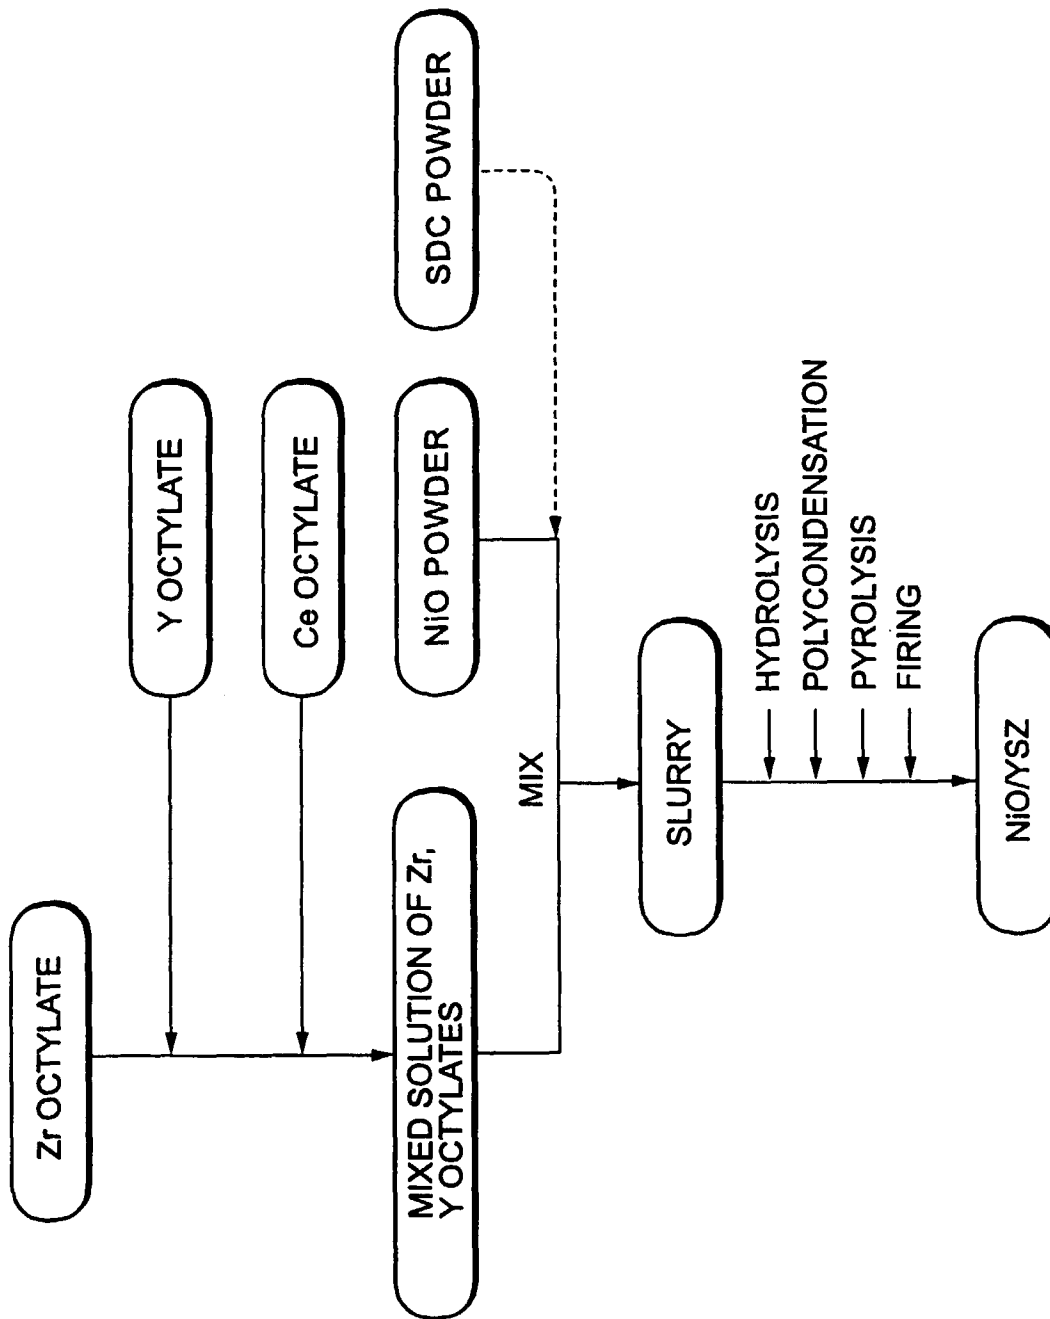 Zr OCTYLATE
Y OCTYLATE
Ce OCTYLATE
MIXED SOLUTION OF Zr,
Y OCTYLATES
NiO POWDER
SDC POWDER
MIX
SLURRY
HYDROLYSIS
POLYCONDENSATION
PYROLYSIS
FIRING
NiO/YSZ